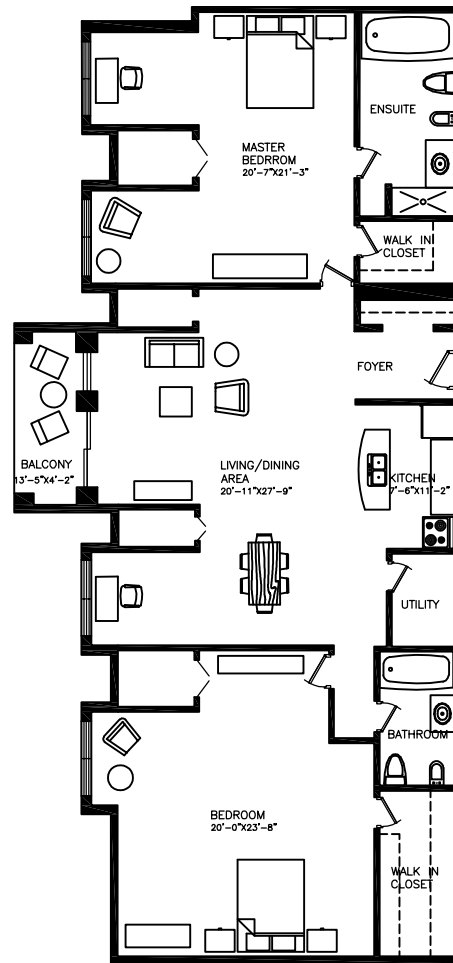 ENSUITE
MASTER
BEDRROM
20'-7"X21'-3"
WALK IN
CLOSET
FOYER
BALCONY
13'-5"X4'-2"
LIVING/DINING
AREA
20'-11"X27'-9"
KITCHEN
7'-6"X11'-2"
UTILITY
BATHROOM
BEDROOM
20'-0"X23'-8"
WALK IN
CLOSET